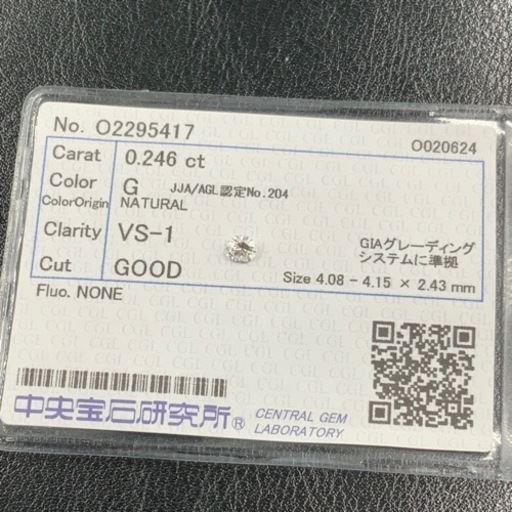 No. O2295417
O020624
Carat 0.246 ct
Color G JJA/AGL認定No.204
ColorOrigin NATURAL
Clarity VS-1
GIAグレーディング
システムに準拠
Cut GOOD
Size 4.08 - 4.15 × 2.43 mm
Fluo. NONE
中央宝石研究所® CENTRAL GEM
LABORATORY